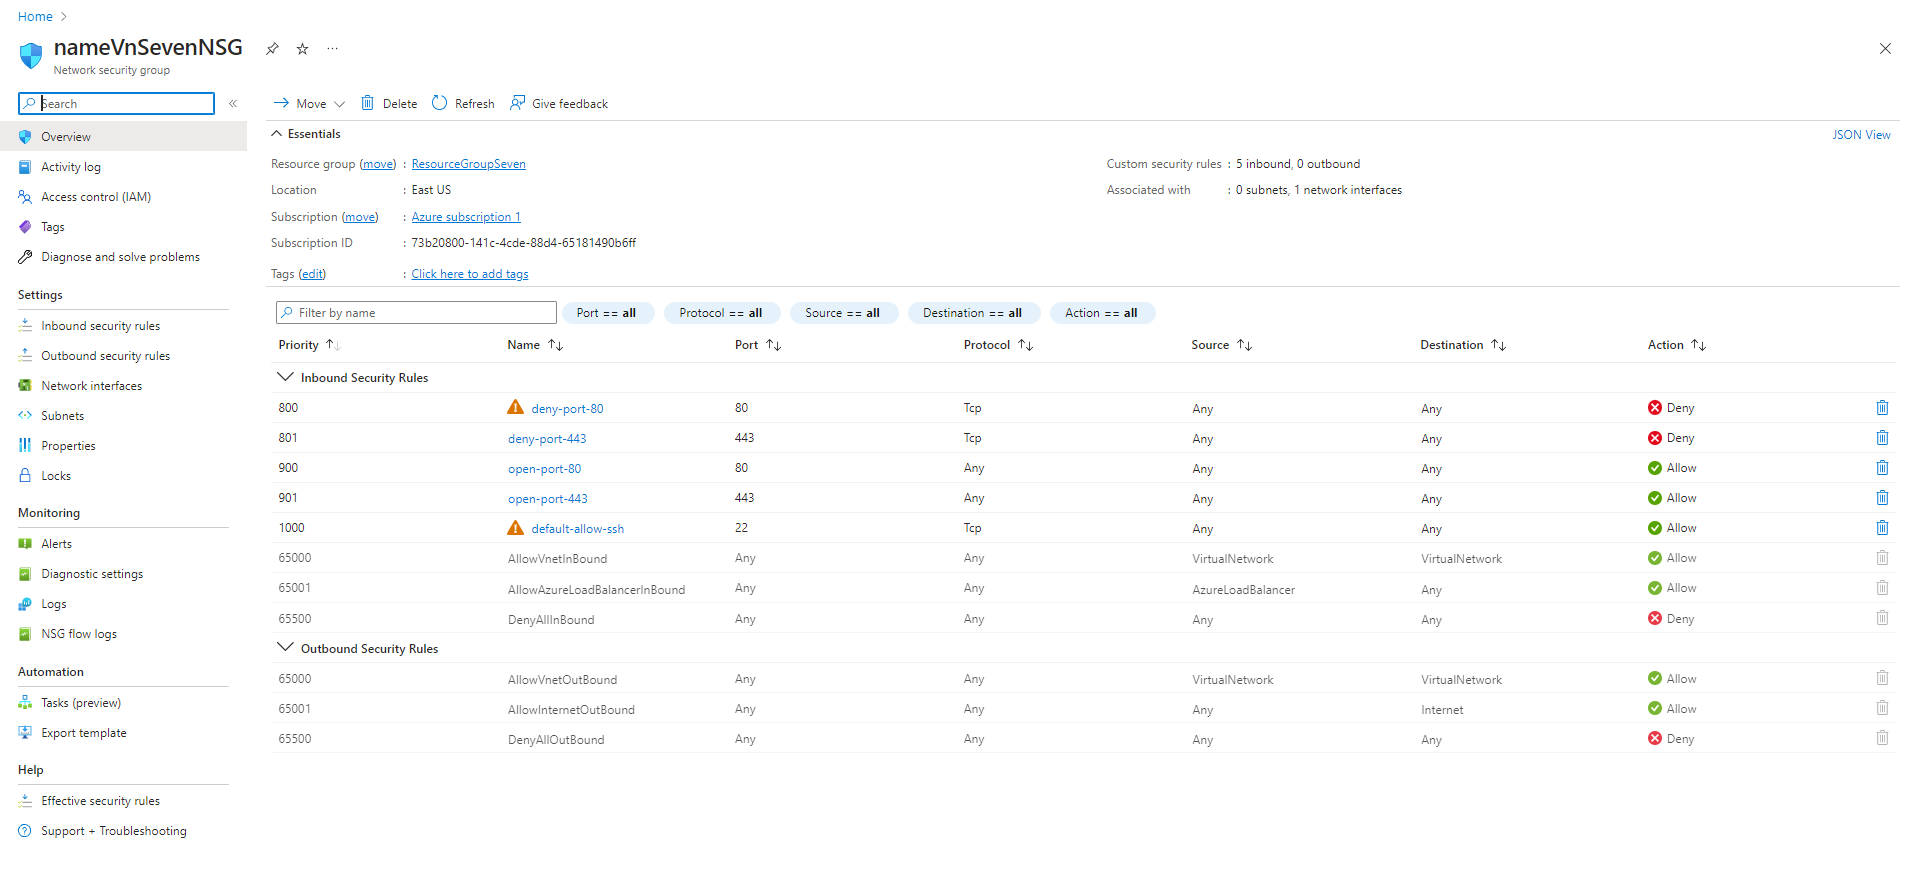 Home
nameVnSevenNSG
Network security group
Search
Overview
Activity log
Access control (IAM)
Tags
Diagnose and solve problems
Settings
Inbound security rules
Outbound security rules
Network interfaces
Subnets
Properties
Locks
Monitoring
Alerts
Diagnostic settings
Logs
NSG flow logs
Automation
Tasks (preview)
Export template
Help
Effective security rules
Support + Troubleshooting
Move Delete Refresh Give feedback
Essentials JSON View
Resource group (move) : ResourceGroupSeven
Location : East US
Subscription (move) : Azure subscription 1
Subscription ID : 73b20800-141c-4cde-88d4-65181490b6ff
Tags (edit) : Click here to add tags
Custom security rules : 5 inbound, 0 outbound
Associated with : 0 subnets, 1 network interfaces
Filter by name Port == all Protocol == all Source == all Destination == all Action == all
Priority Name Port Protocol Source Destination Action
Inbound Security Rules
800 deny-port-80 80 Tcp Any Any Deny
801 deny-port-443 443 Tcp Any Any Deny
900 open-port-80 80 Any Any Any Allow
901 open-port-443 443 Any Any Any Allow
1000 default-allow-ssh 22 Tcp Any Any Allow
65000 AllowVnetInBound Any Any VirtualNetwork VirtualNetwork Allow
65001 AllowAzureLoadBalancerInBound Any Any AzureLoadBalancer Any Allow
65500 DenyAllInBound Any Any Any Any Deny
Outbound Security Rules
65000 AllowVnetOutBound Any Any VirtualNetwork VirtualNetwork Allow
65001 AllowInternetOutBound Any Any Any Internet Allow
65500 DenyAllOutBound Any Any Any Any Deny